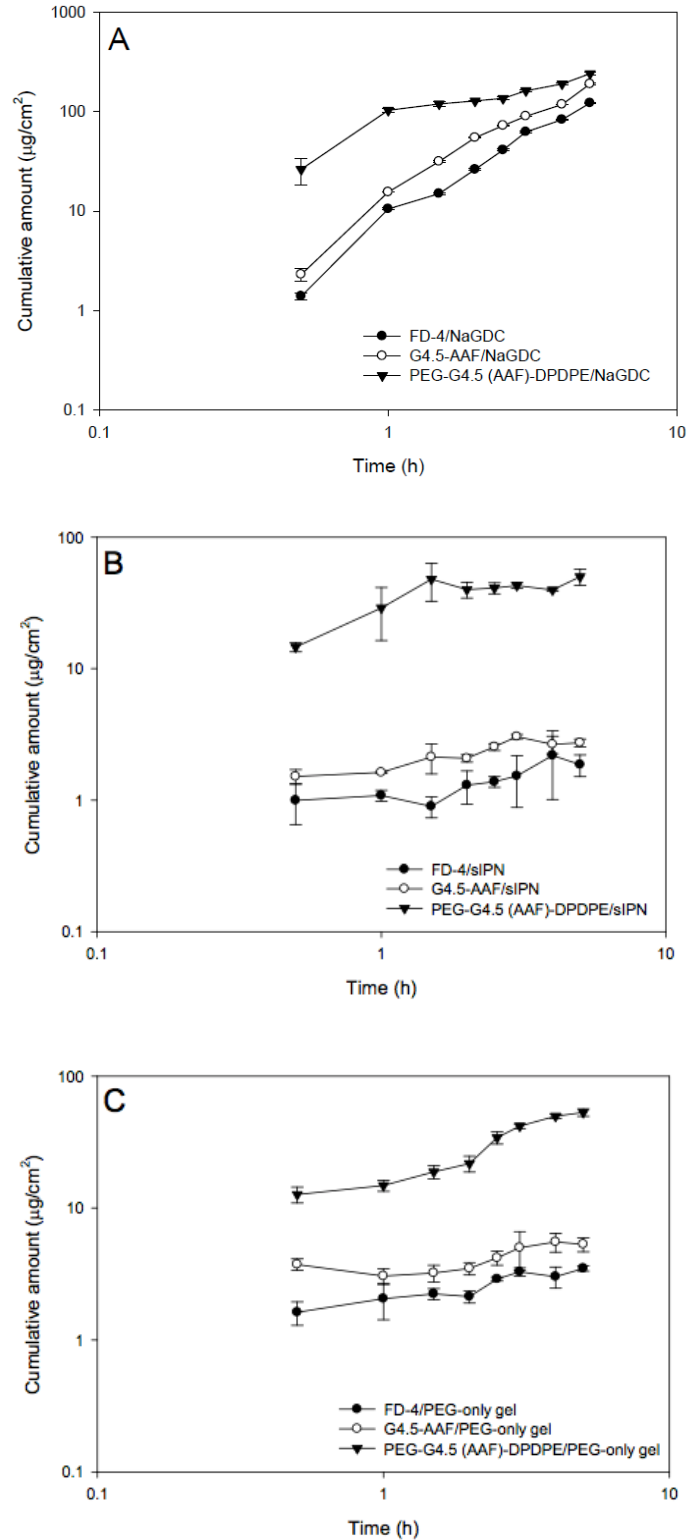 A
1000
100
10
1
0.1
Cumulative amount (μg/cm²)
FD-4/NaGDC
G4.5-AAF/NaGDC
PEG-G4.5 (AAF)-DPDPE/NaGDC
0.1 1 10
Time (h)
B
100
10
1
0.1
Cumulative amount (μg/cm²)
FD-4/sIPN
G4.5-AAF/sIPN
PEG-G4.5 (AAF)-DPDPE/sIPN
0.1 1 10
Time (h)
C
100
10
1
0.1
Cumulative amount (μg/cm²)
FD-4/PEG-only gel
G4.5-AAF/PEG-only gel
PEG-G4.5 (AAF)-DPDPE/PEG-only gel
0.1 1 10
Time (h)